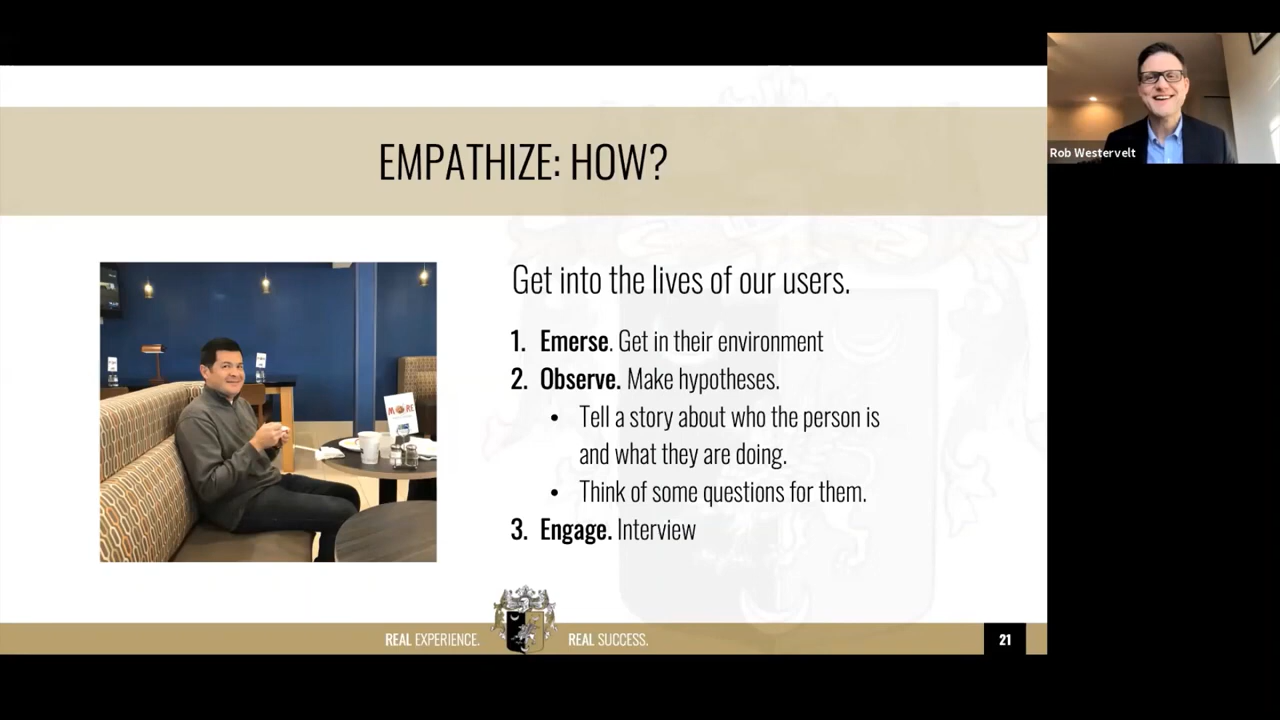 EMPATHIZE: HOW?
Rob Westervelt
Get into the lives of our users.
1. Emerse. Get in their environment
2. Observe. Make hypotheses.
• Tell a story about who the person is
and what they are doing.
• Think of some questions for them.
3. Engage. Interview
MORE
REAL EXPERIENCE.
REAL SUCCESS.
21